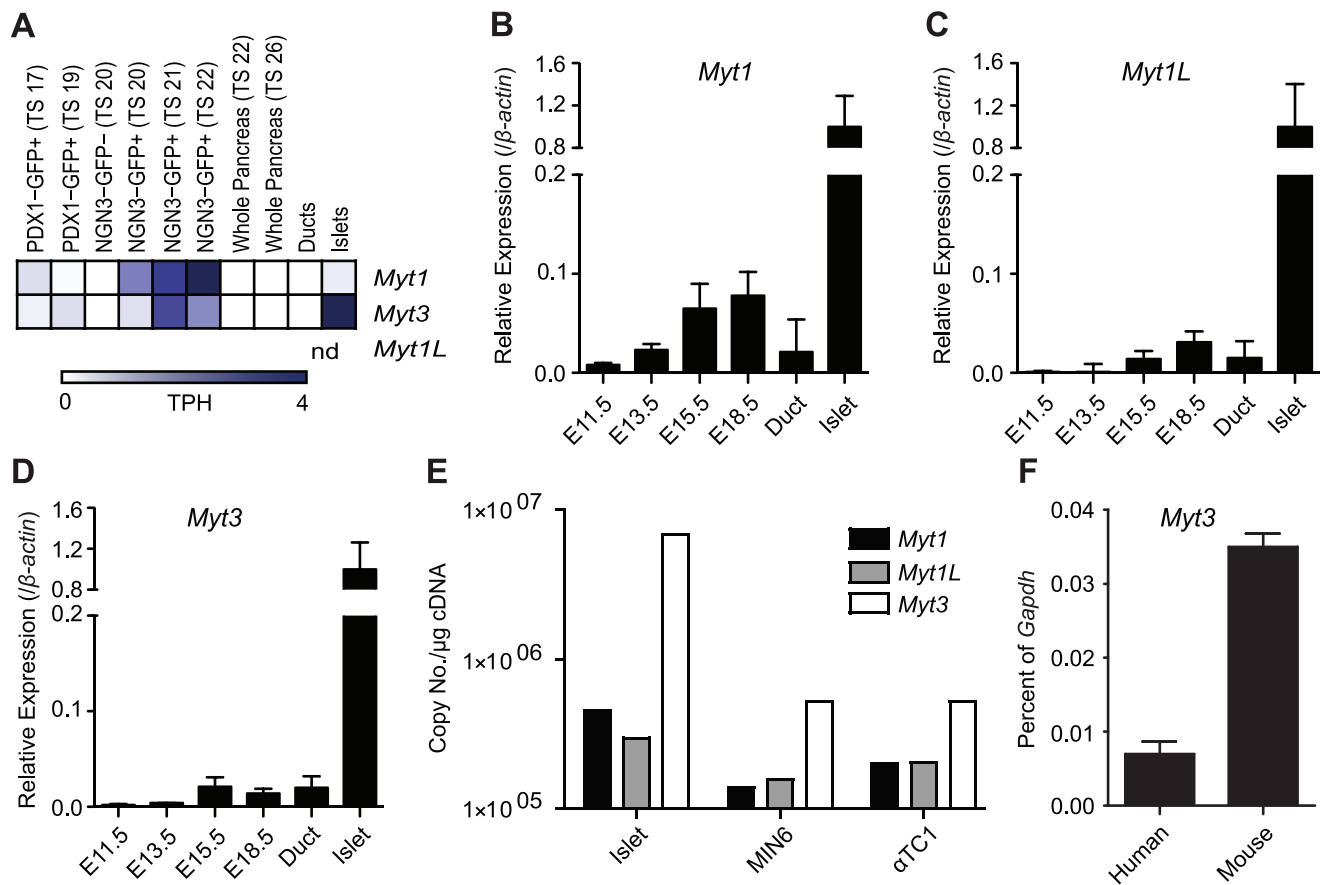 A
PDX1−GFP+ (TS 17)
PDX1−GFP+ (TS 19)
NGN3−GFP− (TS 20)
NGN3−GFP+ (TS 20)
NGN3−GFP+ (TS 21)
NGN3−GFP+ (TS 22)
Whole Pancreas (TS 22)
Whole Pancreas (TS 26)
Ducts
Islets
Myt1
Myt3
nd Myt1L
0 TPH 4
B
Myt1
Relative Expression (/β-actin)
1.6
1.2
0.8
0.2
0.1
0.0
E11.5
E13.5
E15.5
E18.5
Duct
Islet
C
Myt1L
Relative Expression (/β-actin)
1.6
1.2
0.8
0.2
0.1
0.0
E11.5
E13.5
E15.5
E18.5
Duct
Islet
D
Myt3
Relative Expression (/β-actin)
1.6
1.2
0.8
0.2
0.1
0.0
E11.5
E13.5
E15.5
E18.5
Duct
Islet
E
Copy No./µg cDNA
1×10⁰⁷
1×10⁰⁶
1×10⁰⁵
Myt1
Myt1L
Myt3
Islet
MIN6
αTC1
F
Myt3
Percent of Gapdh
0.04
0.03
0.02
0.01
0.00
Human
Mouse